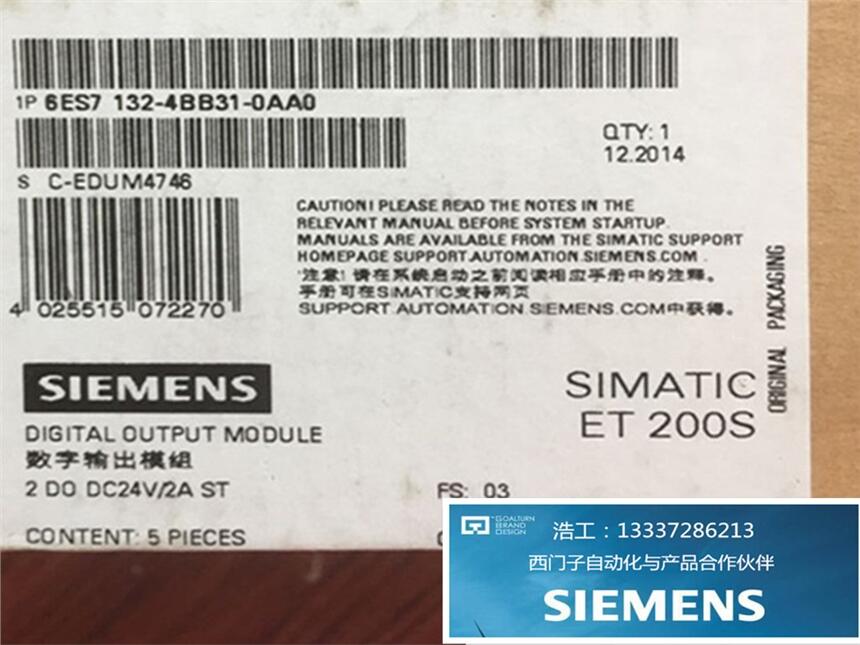 1P 6ES7 132-4BB31-0AA0
QTY: 1
12.2014
S C-EDUM4746
CAUTION! PLEASE READ THE NOTES IN THE
RELEVANT MANUAL BEFORE SYSTEM STARTUP.
MANUALS ARE AVAILABLE FROM THE SIMATIC SUPPORT
HOMEPAGE SUPPORT.AUTOMATION.SIEMENS.COM.
注意! 请在系统启动之前阅读相应手册中的注释。
手册可在SIMATIC支持网页
SUPPORT.AUTOMATION.SIEMENS.COM中获得。
4 025515 072270
ORIGINAL PACKAGING
SIEMENS
SIMATIC
ET 200S
DIGITAL OUTPUT MODULE
数字输出模组
2 DO DC24V/2A ST
FS: 03
CONTENT: 5 PIECES
GOALTURN
BRAND
DESIGN
浩工：13337286213
西门子自动化与产品合作伙伴
SIEMENS